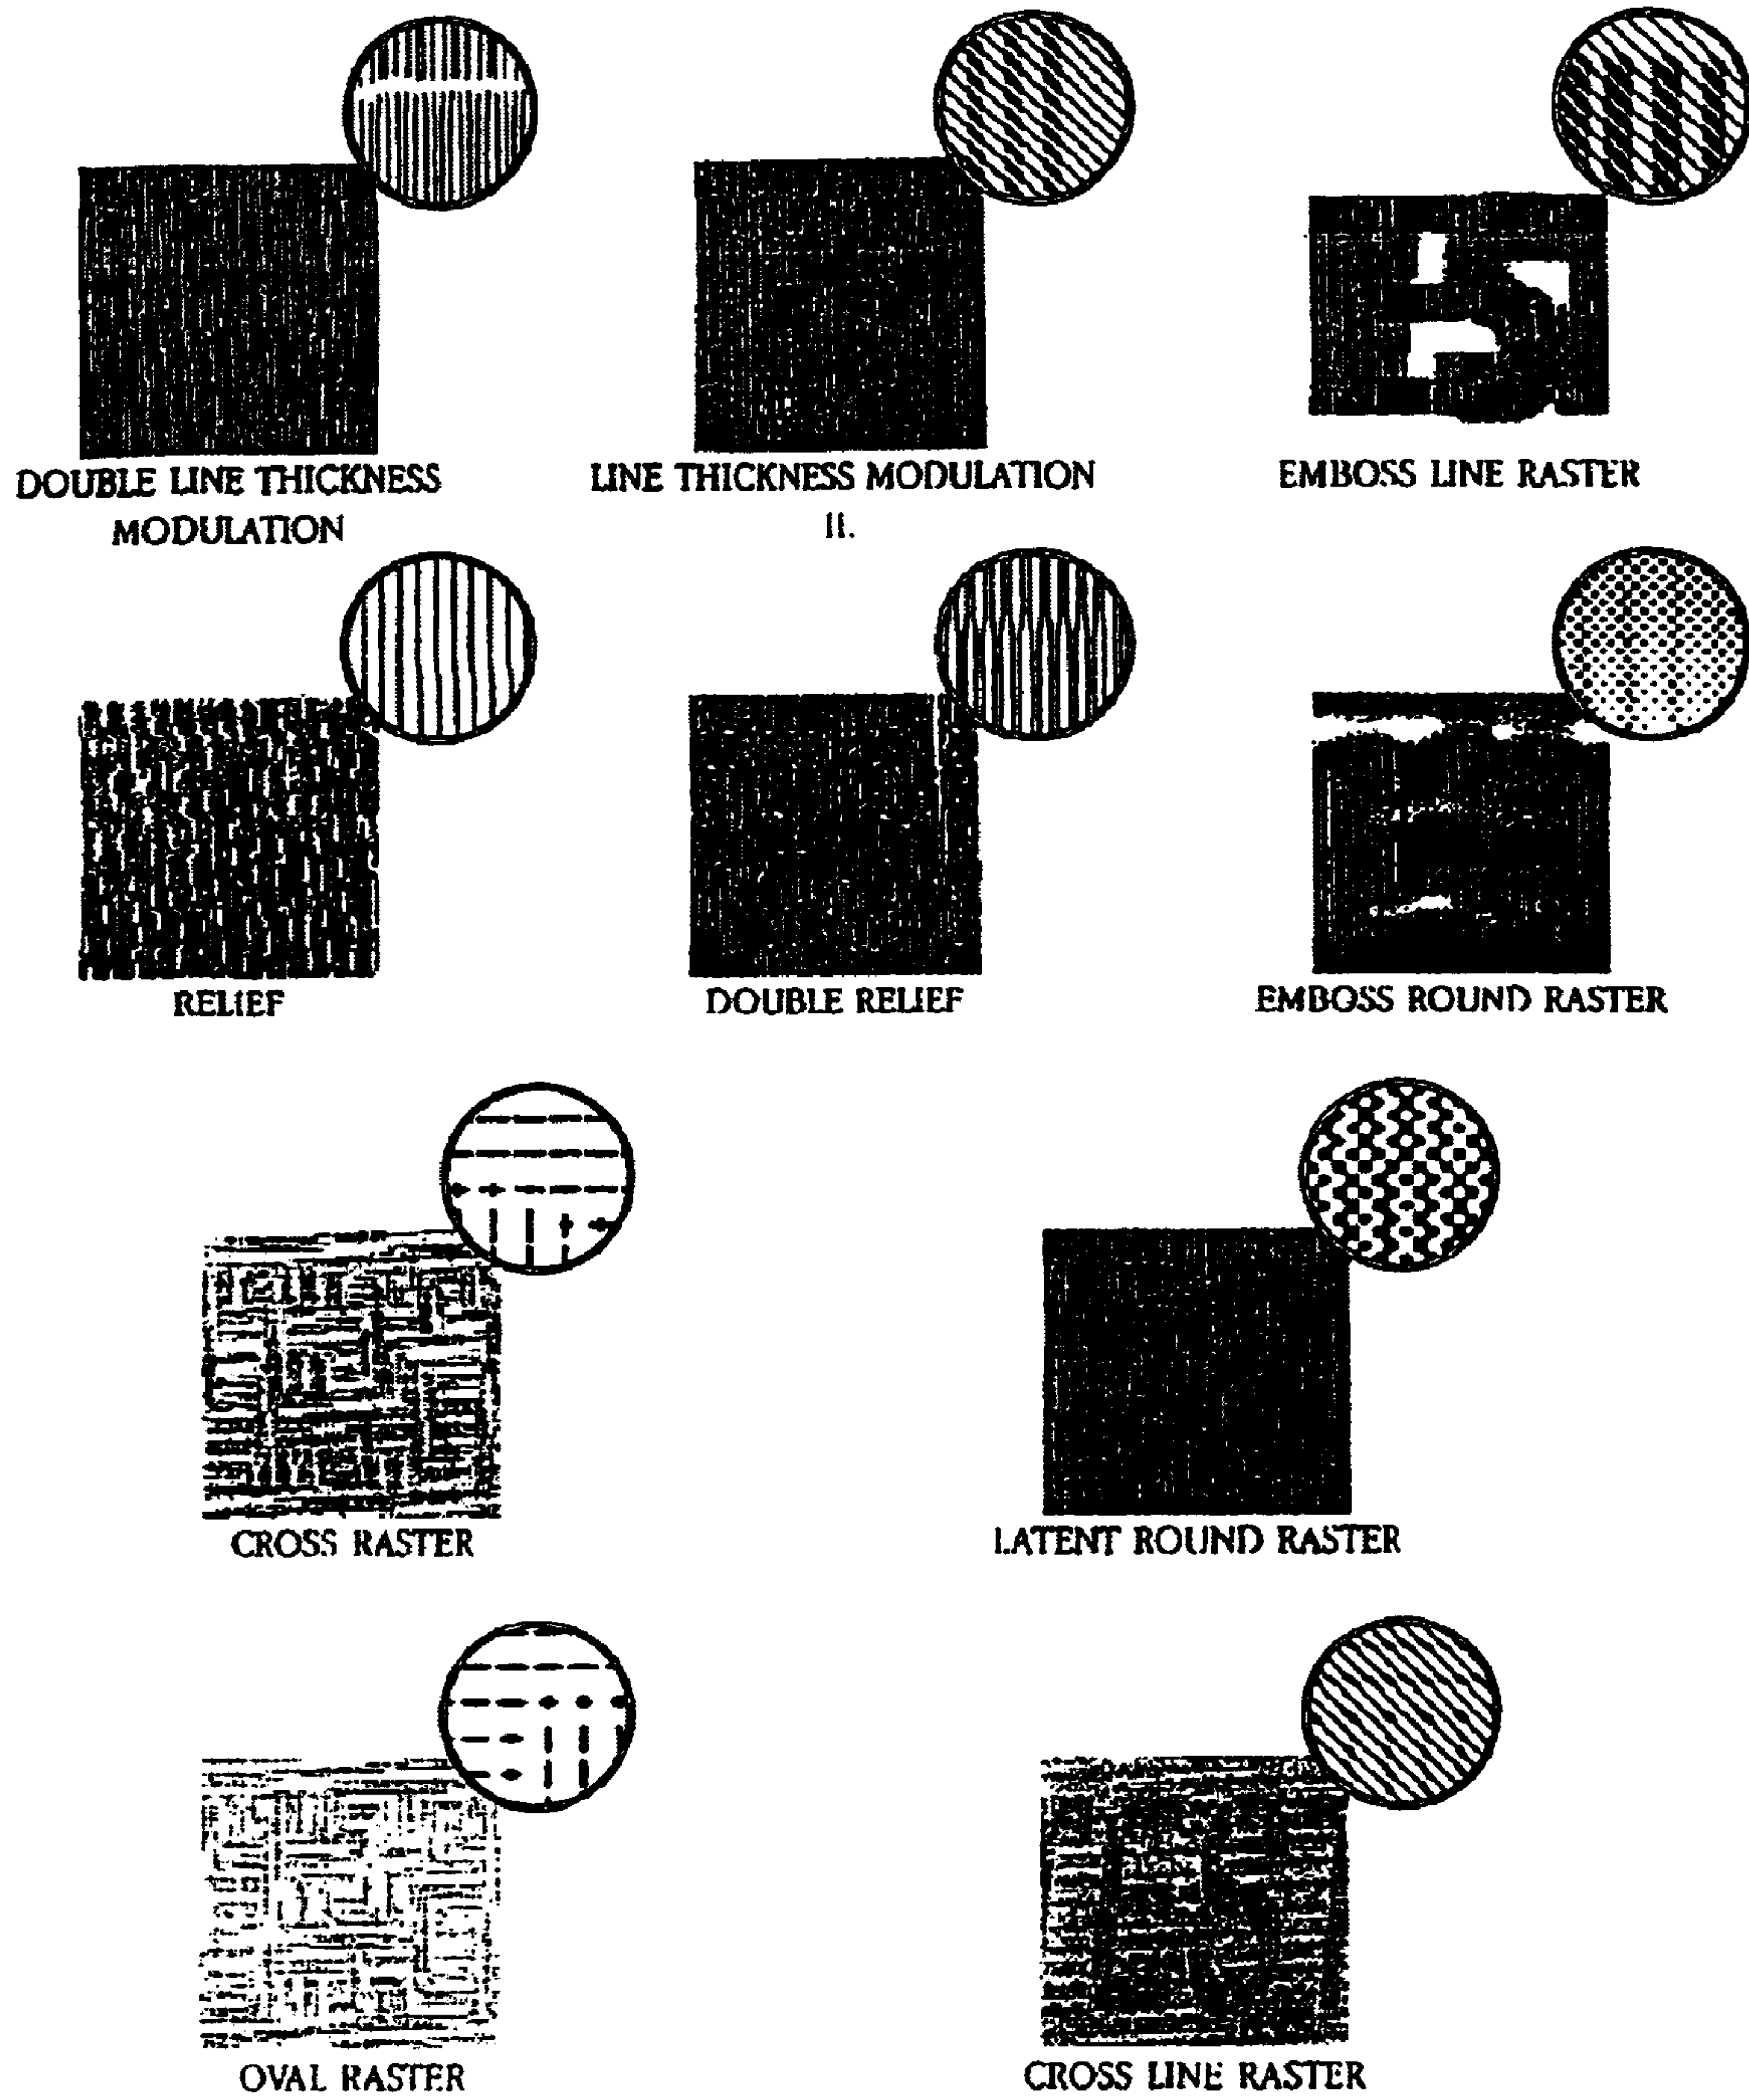 DOUBLE LINE THICKNESS
MODULATION
LINE THICKNESS MODULATION
II.
EMBOSS LINE RASTER
RELIEF
DOUBLE RELIEF
EMBOSS ROUND RASTER
CROSS RASTER
LATENT ROUND RASTER
OVAL RASTER
CROSS LINE RASTER